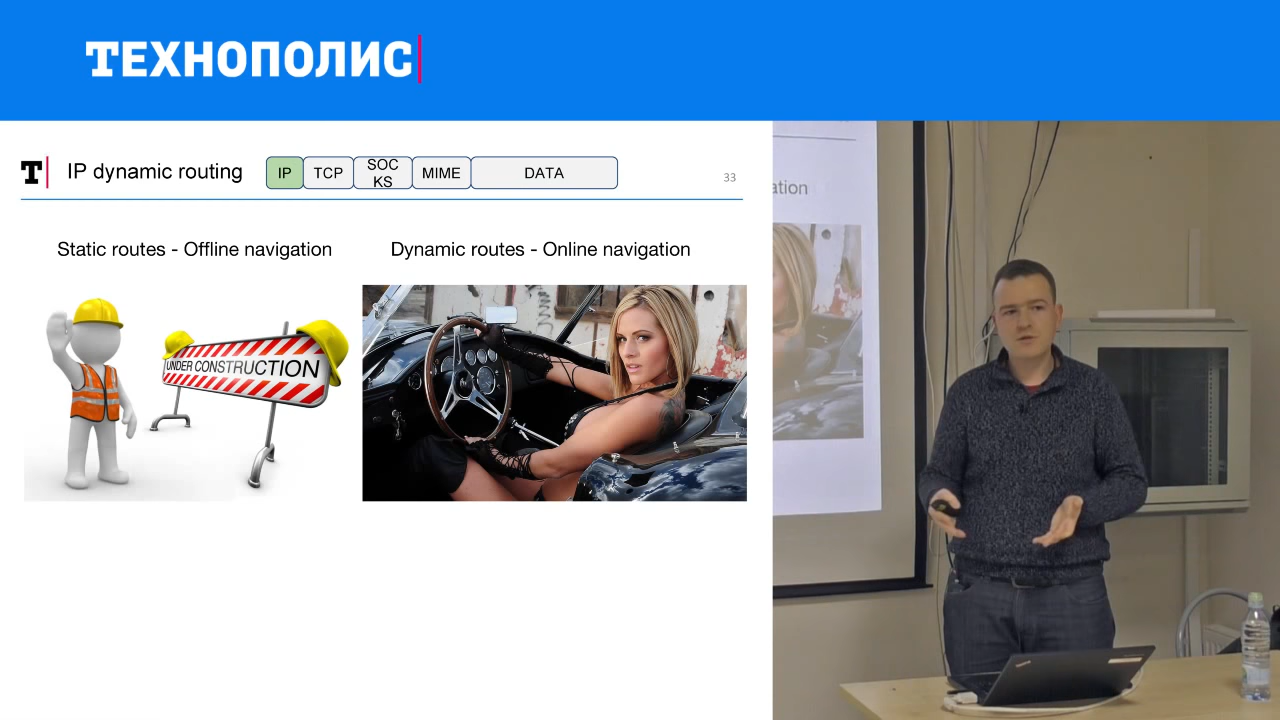 ТЕХНОПОЛИС
T IP dynamic routing
IP TCP SOC KS MIME DATA
33
Static routes - Offline navigation
Dynamic routes - Online navigation
UNDER CONSTRUCTION
ation